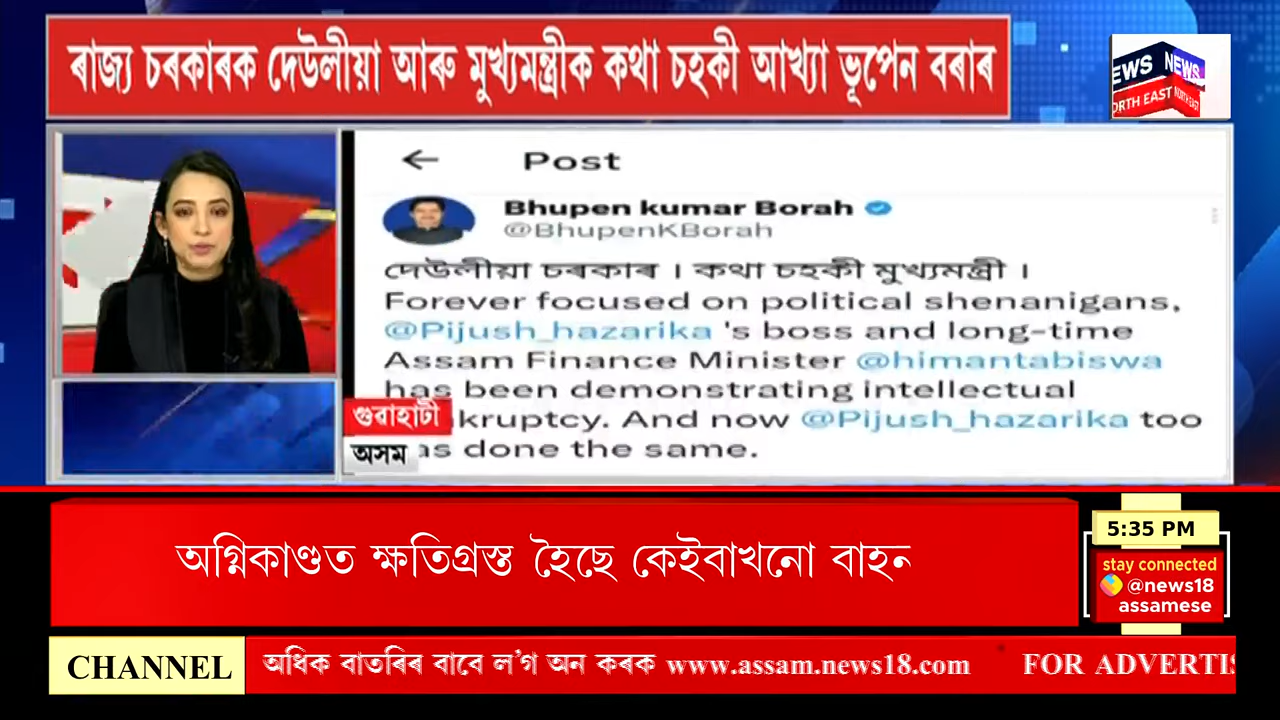 ৰাজ্য চৰকাৰক দেউলীয়া আৰু মুখ্যমন্ত্ৰীক কথা চহকী আখ্যা ভূপেন বৰাৰ
EWS NEWS
ORTH EAST NORTH EAST
← Post
Bhupen kumar Borah
@BhupenKBorah
দেউলীয়া চৰকাৰ । কথা চহকী মুখ্যমন্ত্ৰী ।
Forever focused on political shenanigans,
@Pijush_hazarika 's boss and long-time
Assam Finance Minister @himantabiswa
has been demonstrating intellectual
kruptcy. And now @Pijush_hazarika too
as done the same.
গুৱাহাটী
অসম
অগ্নিকাণ্ডত ক্ষতিগ্ৰস্ত হৈছে কেইবাখনো বাহন
5:35 PM
stay connected
@news18
assamese
CHANNEL
অধিক বাতৰিৰ বাবে ল'গ অন কৰক www.assam.news18.com FOR ADVERTIS